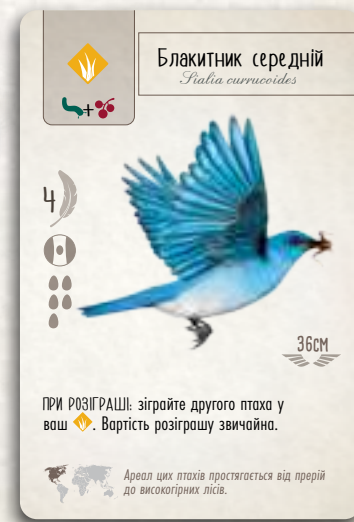 Блакитник середній
Sialia currucoides
+
4
36см
ПРИ РОЗІГРАШІ: зіграйте другого птаха у
ваш . Вартість розіграшу звичайна.
Ареал цих птахів простягається від прерій
до високогірних лісів.